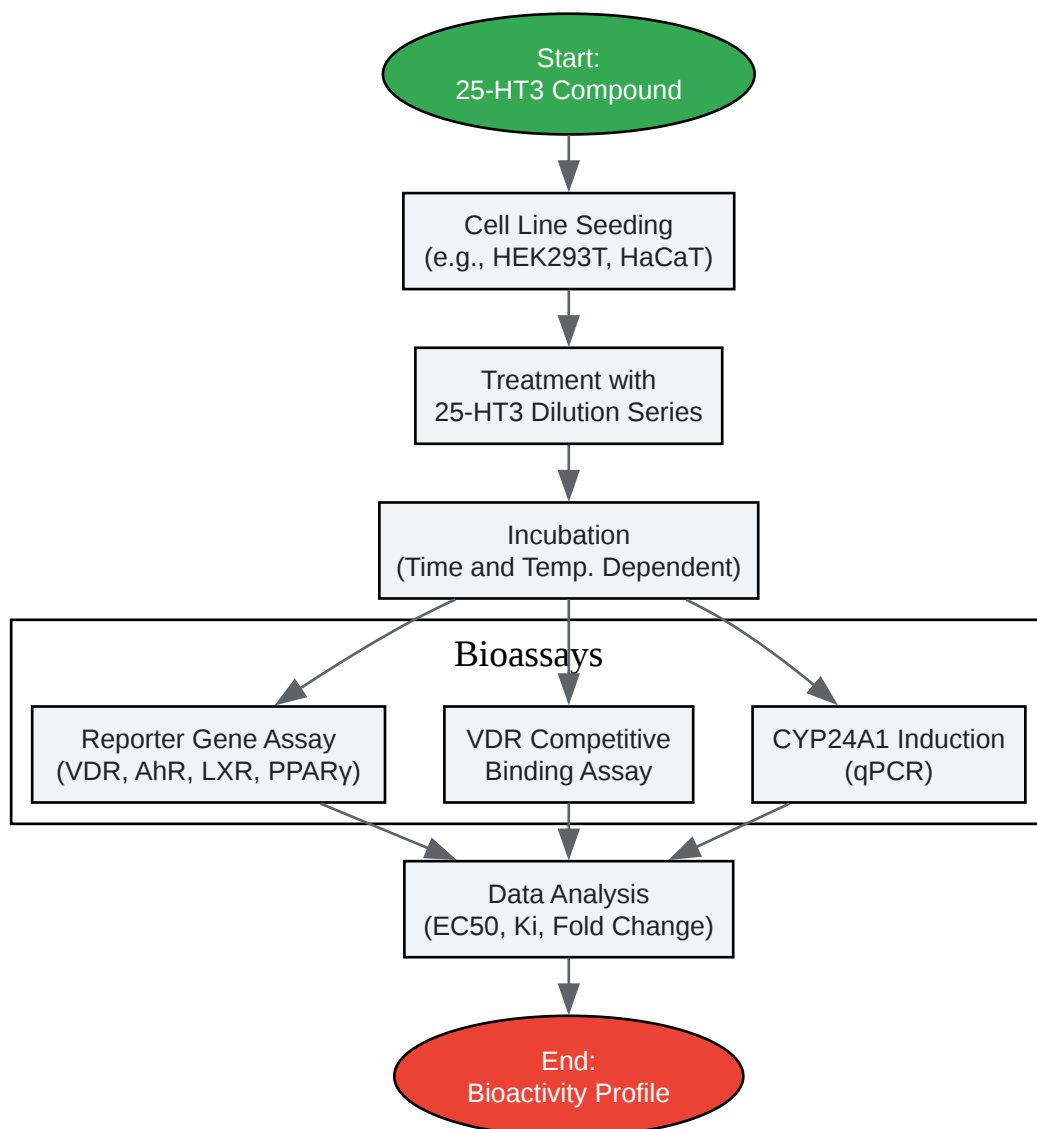 Start:
25-HT3 Compound
Cell Line Seeding
(e.g., HEK293T, HaCaT)
Treatment with
25-HT3 Dilution Series
Incubation
(Time and Temp. Dependent)
Bioassays
Reporter Gene Assay
(VDR, AhR, LXR, PPARγ)
VDR Competitive
Binding Assay
CYP24A1 Induction
(qPCR)
Data Analysis
(EC50, Ki, Fold Change)
End:
Bioactivity Profile